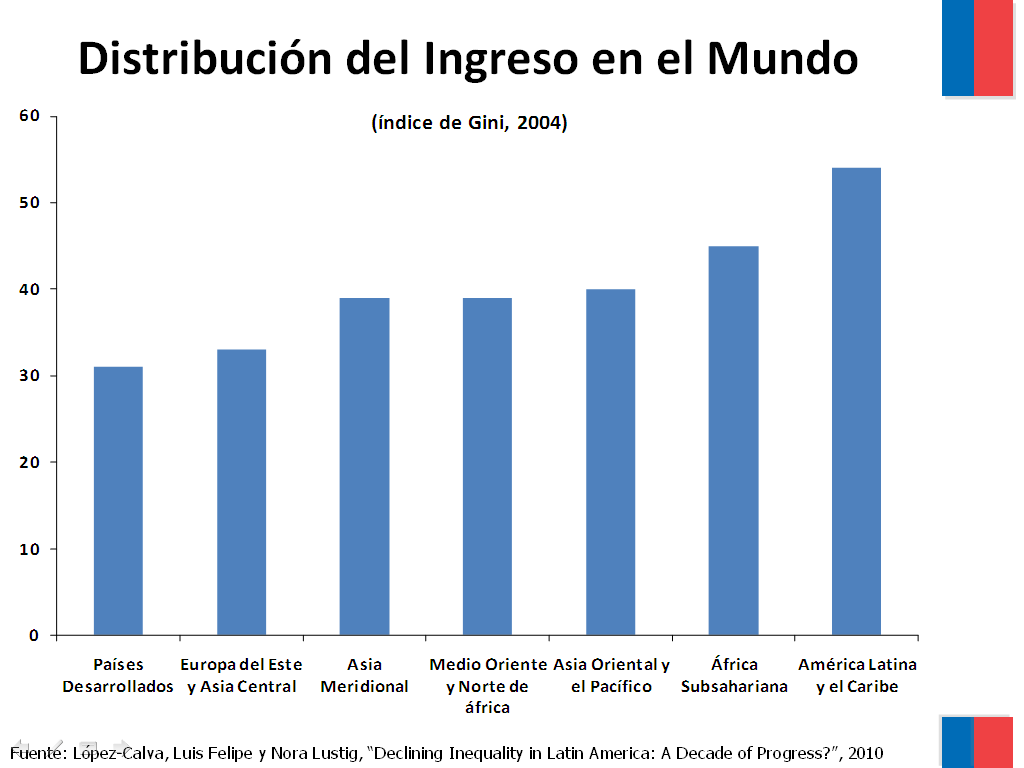 Distribución del Ingreso en el Mundo
(índice de Gini, 2004)
60
50
40
30
20
10
0
Países
Desarrollados
Europa del Este
y Asia Central
Asia
Meridional
Medio Oriente
y Norte de
áfrica
Asia Oriental y
el Pacífico
África
Subsahariana
América Latina
y el Caribe
Fuente: López-Calva, Luis Felipe y Nora Lustig, “Declining Inequality in Latin America: A Decade of Progress?”, 2010